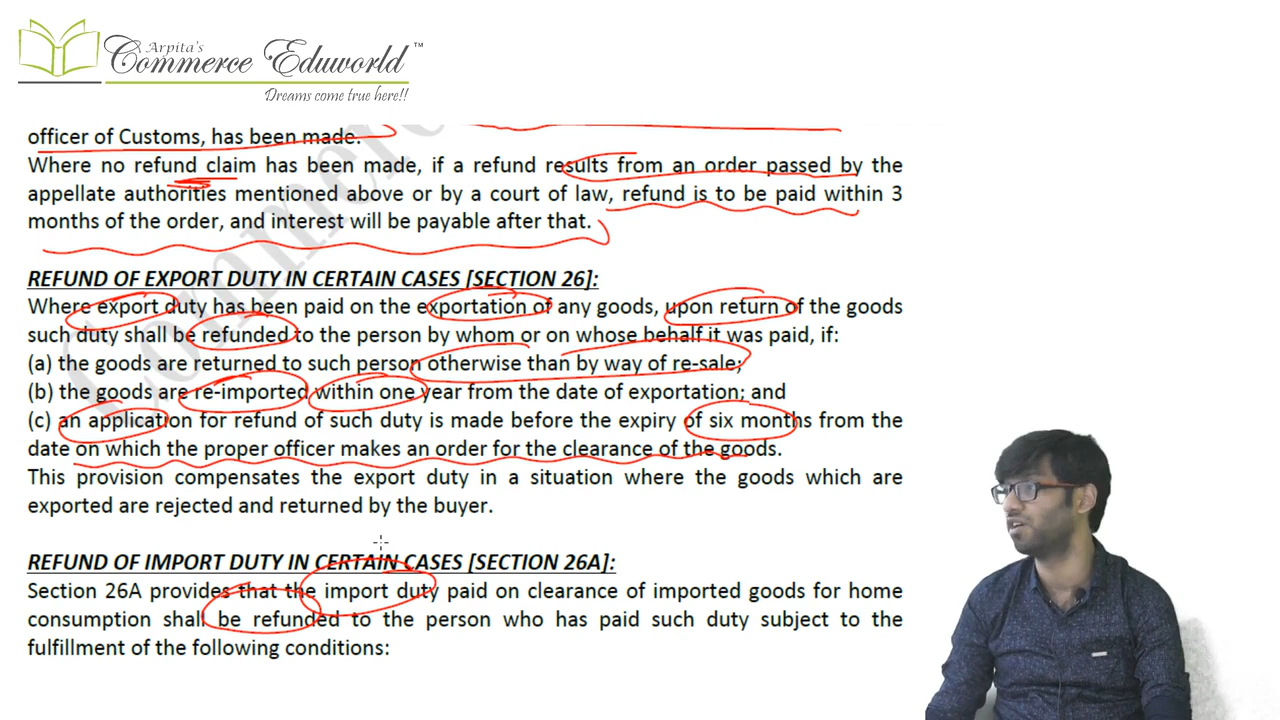 Arpita's
Commerce Eduworld™
Dreams come true here!!
officer of Customs, has been made.
Where no refund claim has been made, if a refund results from an order passed by the
appellate authorities mentioned above or by a court of law, refund is to be paid within 3
months of the order, and interest will be payable after that.
REFUND OF EXPORT DUTY IN CERTAIN CASES [SECTION 26]:
Where export duty has been paid on the exportation of any goods, upon return of the goods
such duty shall be refunded to the person by whom or on whose behalf it was paid, if:
(a) the goods are returned to such person otherwise than by way of re-sale;
(b) the goods are re-imported within one year from the date of exportation; and
(c) an application for refund of such duty is made before the expiry of six months from the
date on which the proper officer makes an order for the clearance of the goods.
This provision compensates the export duty in a situation where the goods which are
exported are rejected and returned by the buyer.
REFUND OF IMPORT DUTY IN CERTAIN CASES [SECTION 26A]:
Section 26A provides that the import duty paid on clearance of imported goods for home
consumption shall be refunded to the person who has paid such duty subject to the
fulfillment of the following conditions: